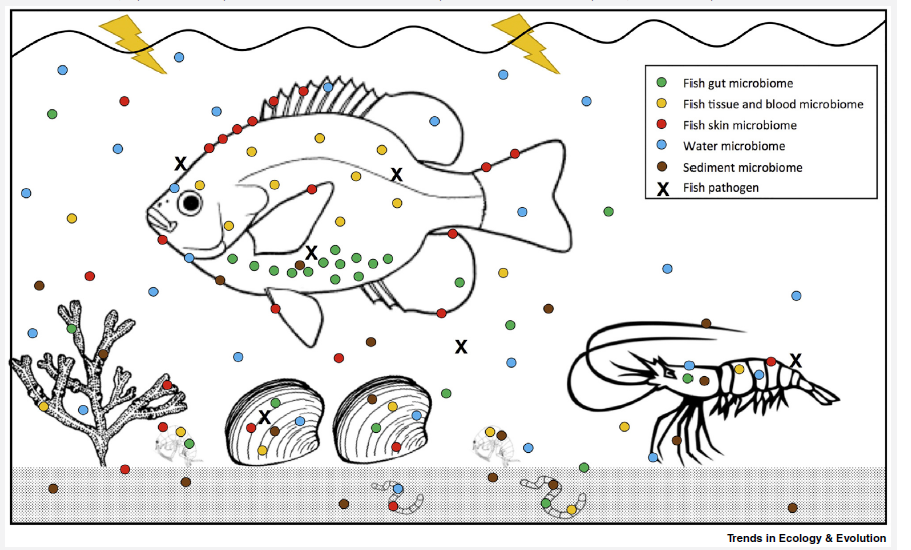 Fish gut microbiome
Fish tissue and blood microbiome
Fish skin microbiome
Water microbiome
Sediment microbiome
X Fish pathogen
X
X
X
X
X
X
Trends in Ecology & Evolution